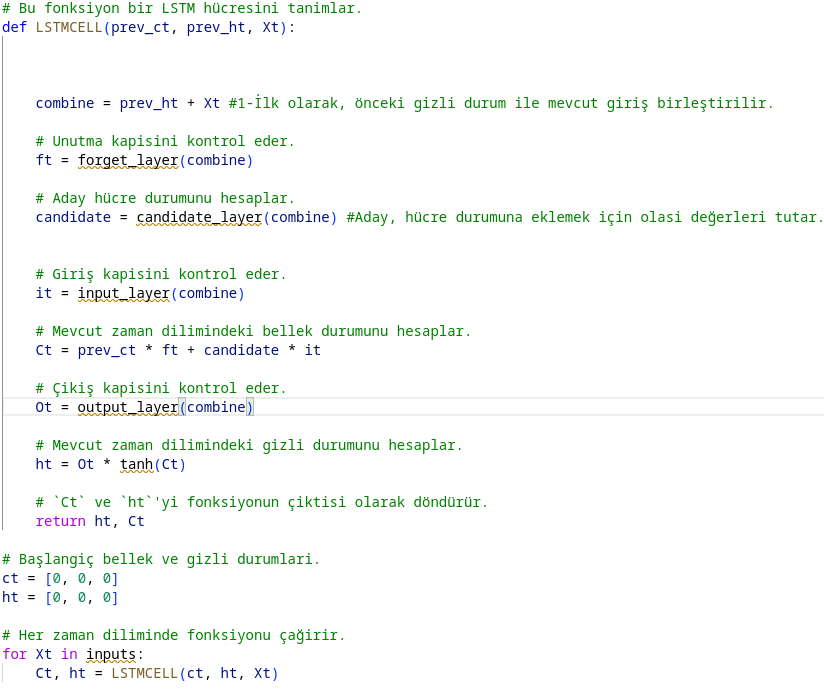 # Bu fonksiyon bir LSTM hücresini tanimlar.
def LSTMCELL(prev_ct, prev_ht, Xt):
    combine = prev_ht + Xt #1-İlk olarak, önceki gizli durum ile mevcut giriş birleştirilir.
    # Unutma kapisini kontrol eder.
    ft = forget_layer(combine)
    # Aday hücre durumunu hesaplar.
    candidate = candidate_layer(combine) #Aday, hücre durumuna eklemek için olasi değerleri tutar.
    # Giriş kapisini kontrol eder.
    it = input_layer(combine)
    # Mevcut zaman dilimindeki bellek durumunu hesaplar.
    Ct = prev_ct * ft + candidate * it
    # Çikiş kapisini kontrol eder.
    Ot = output_layer(combine)
    # Mevcut zaman dilimindeki gizli durumunu hesaplar.
    ht = Ot * tanh(Ct)
    # `Ct` ve `ht`'yi fonksiyonun çiktisi olarak döndürür.
    return ht, Ct
# Başlangiç bellek ve gizli durumlari.
ct = [0, 0, 0]
ht = [0, 0, 0]
# Her zaman diliminde fonksiyonu çağirir.
for Xt in inputs:
    Ct, ht = LSTMCELL(ct, ht, Xt)